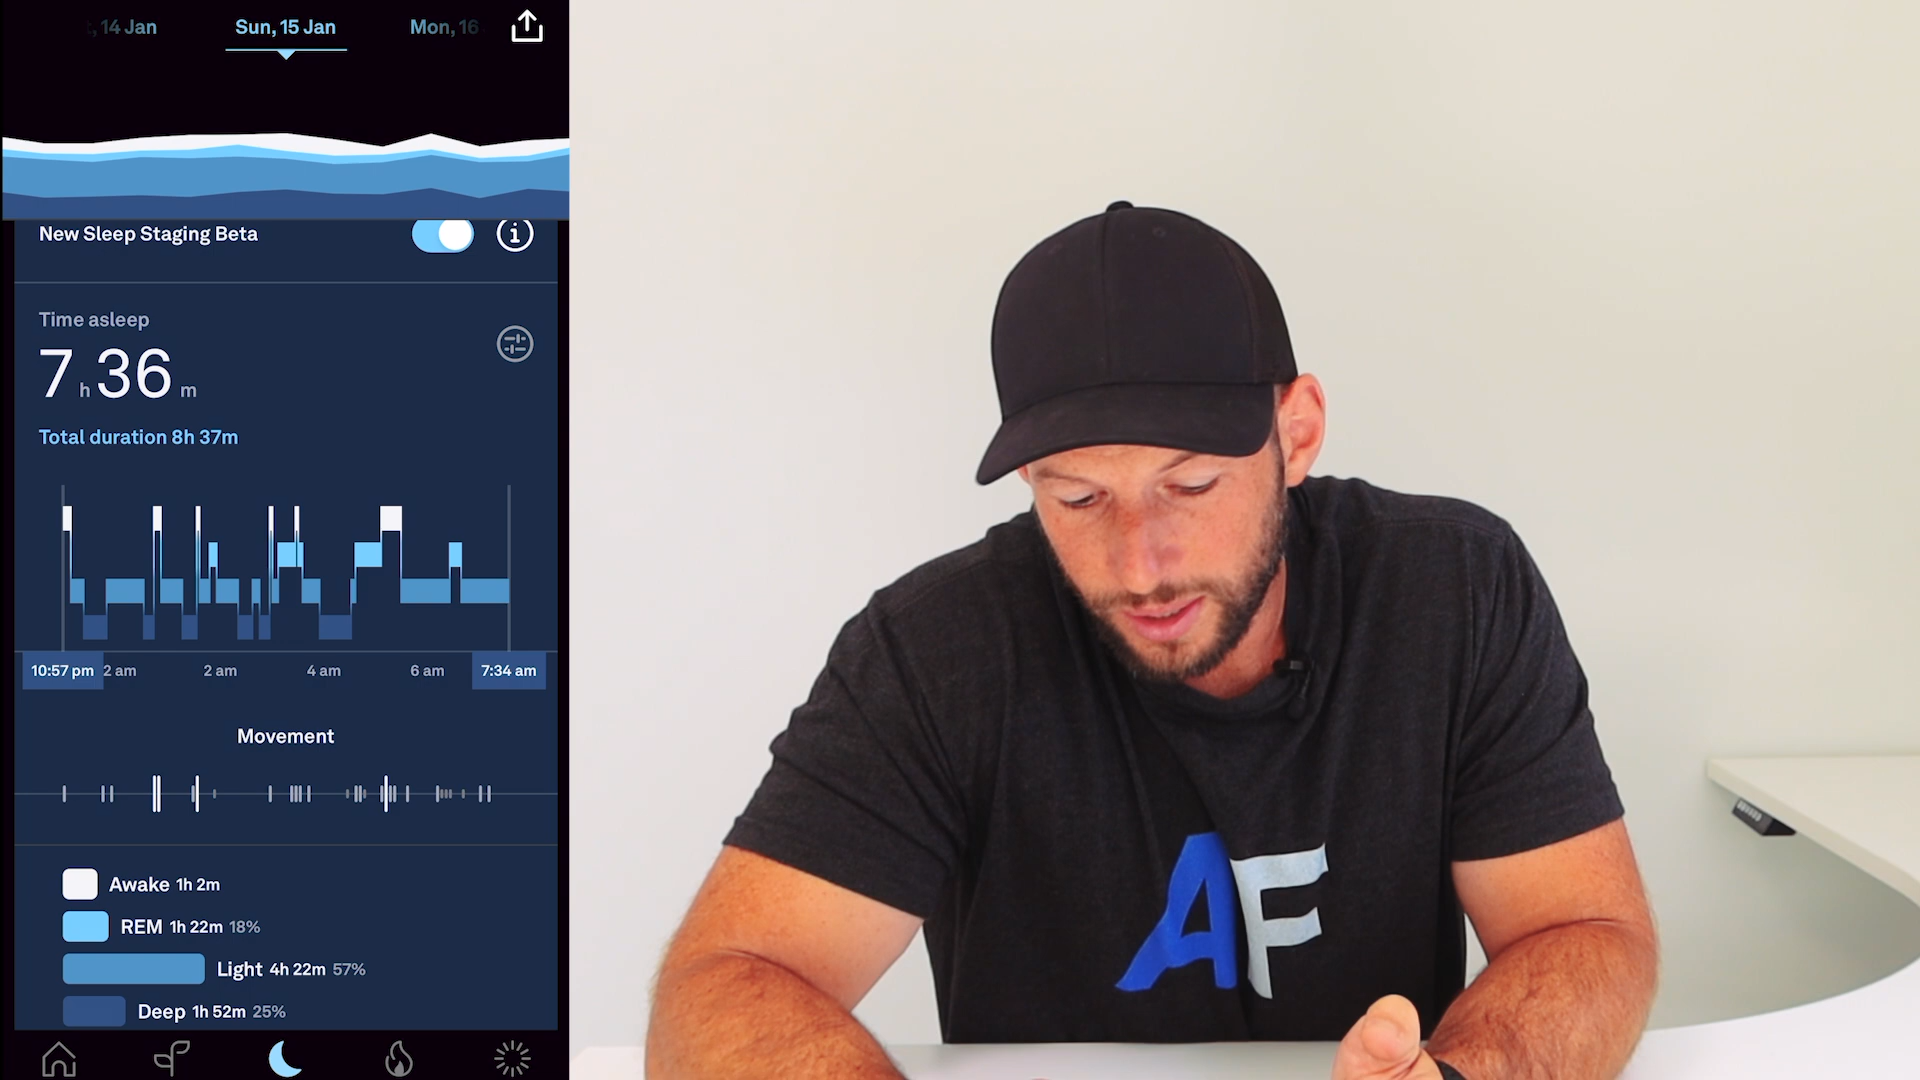 , 14 Jan
Sun, 15 Jan
Mon, 16
New Sleep Staging Beta
Time asleep
7 h 36 m
Total duration 8h 37m
10:57 pm 2 am 2 am 4 am 6 am 7:34 am
Movement
Awake 1h 2m
REM 1h 22m 18%
Light 4h 22m 57%
Deep 1h 52m 25%
AF